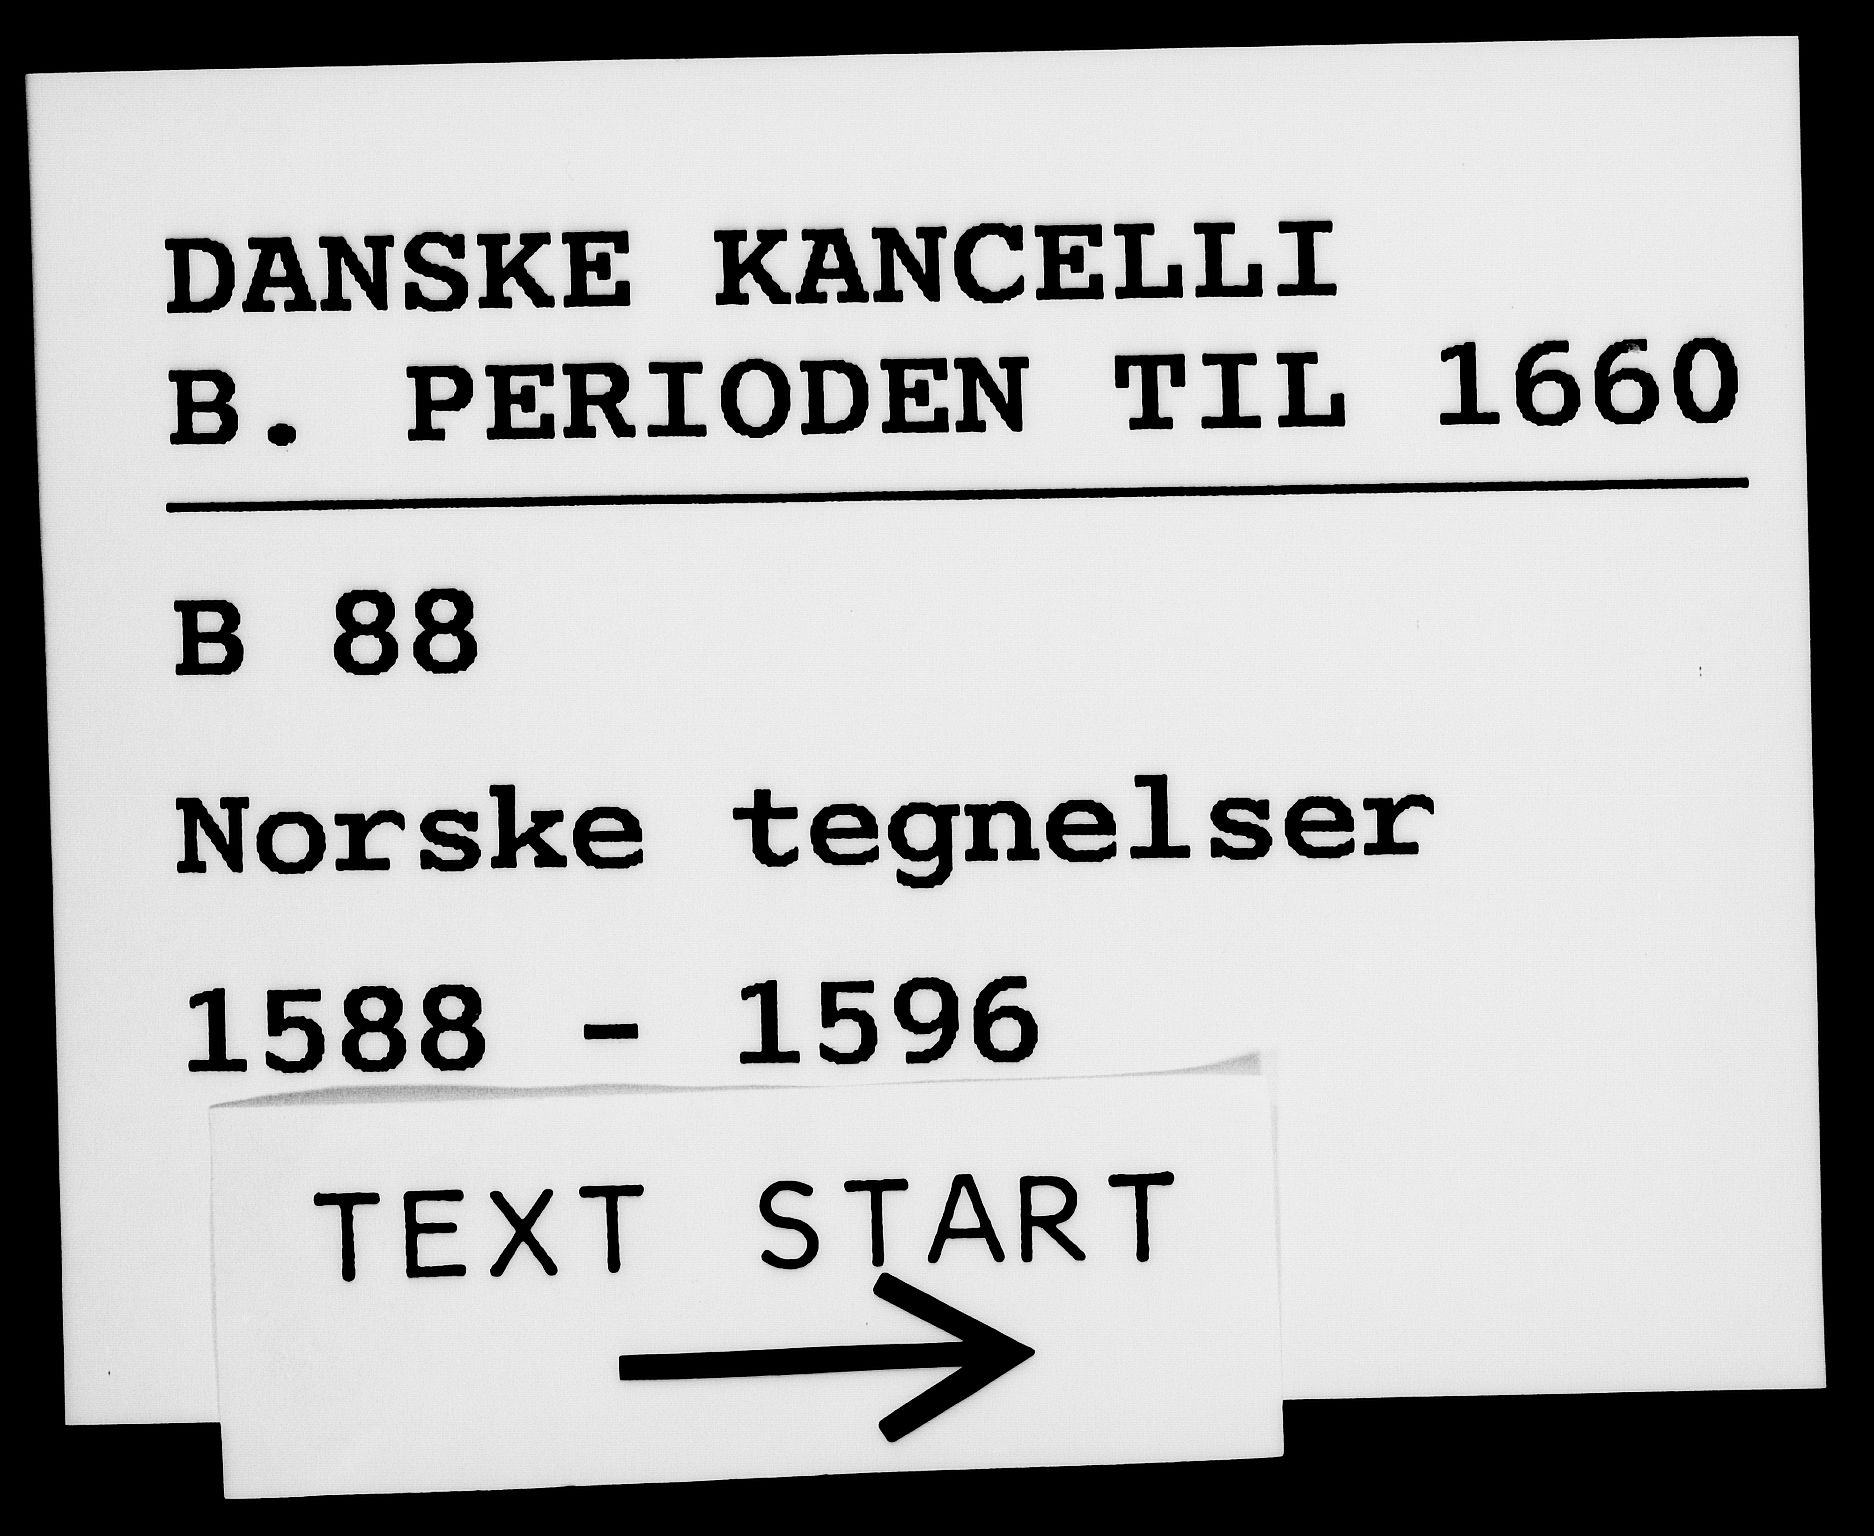 DANSKE KANCELLI
B. PERIODEN TIL 1660
B 88
Norske tegnelser
1588 - 1596
TEXT START